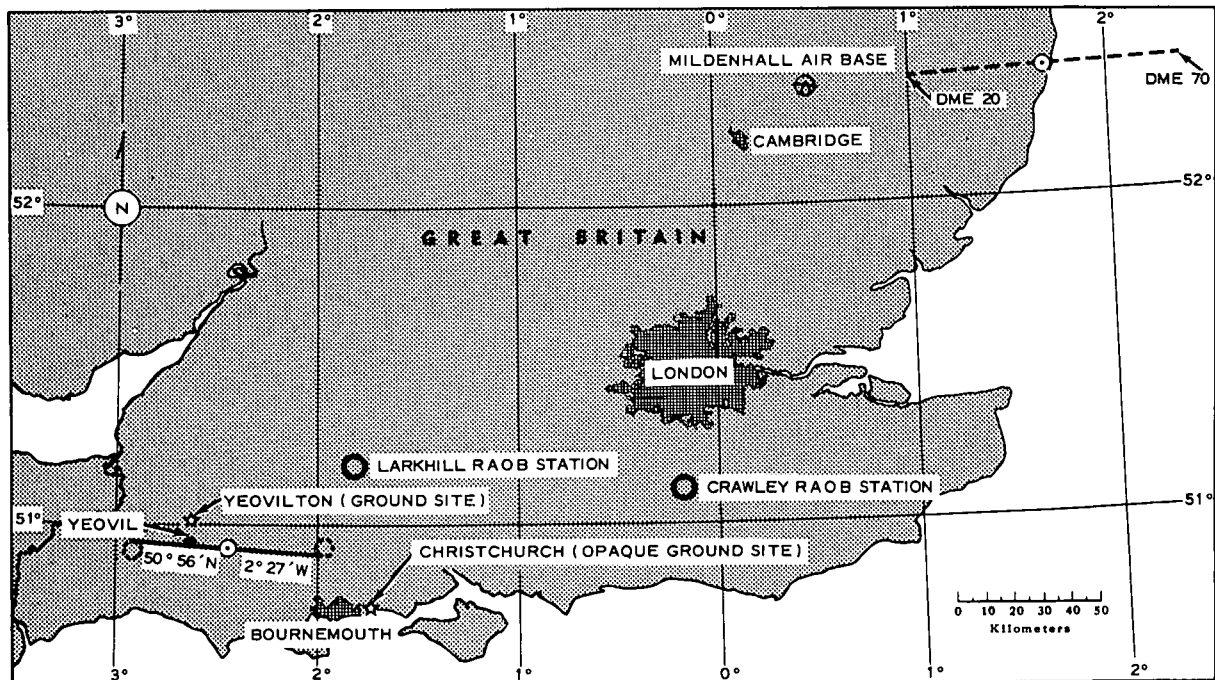 3°
2°
1°
0°
1°
2°
MILDENHALL AIR BASE
DME 20
DME 70
CAMBRIDGE
52°
N
52°
GREAT BRITAIN
LONDON
LARKHILL RAOB STATION
CRAWLEY RAOB STATION
YEOVILTON (GROUND SITE)
51°
51°
YEOVIL
CHRISTCHURCH (OPAQUE GROUND SITE)
50° 56′N
2° 27′W
BOURNEMOUTH
0 10 20 30 40 50
Kilometers
3°
2°
1°
0°
1°
2°